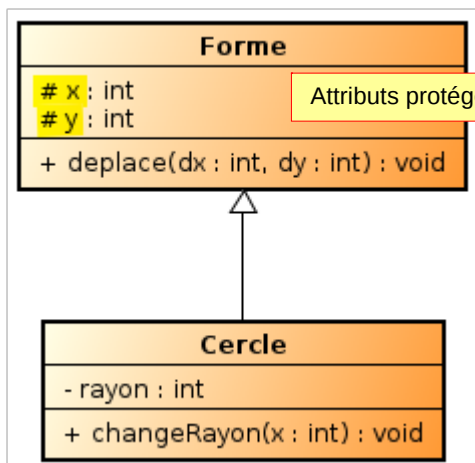 Forme
# x : int
# y : int
Attributs protég
+ deplace(dx : int, dy : int) : void
Cercle
- rayon : int
+ changeRayon(x : int) : void